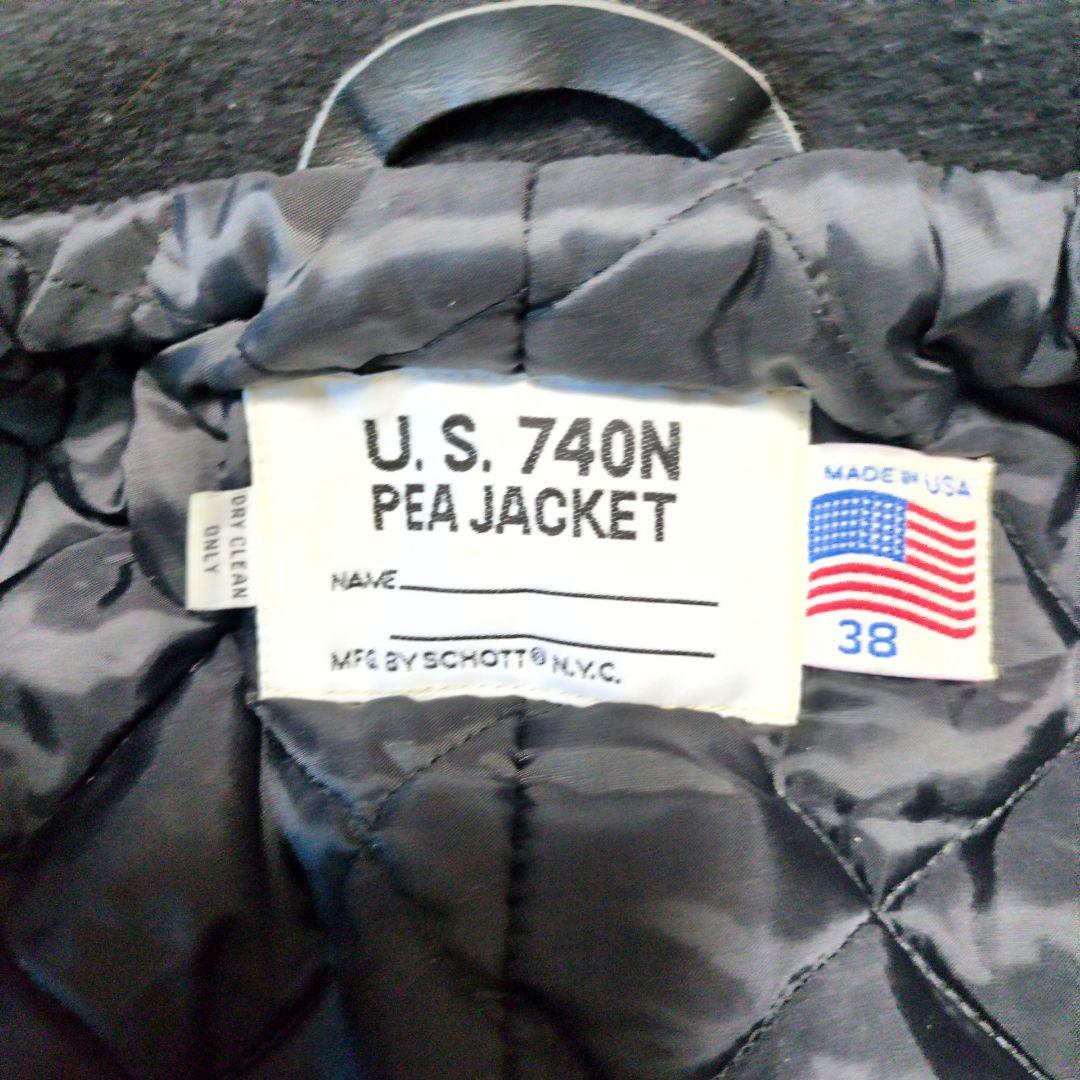 U. S. 740N
PEA JACKET
NAME
MFG. BY SCHOTT® N.Y.C.
DRY CLEAN
ONLY
MADE IN USA
38